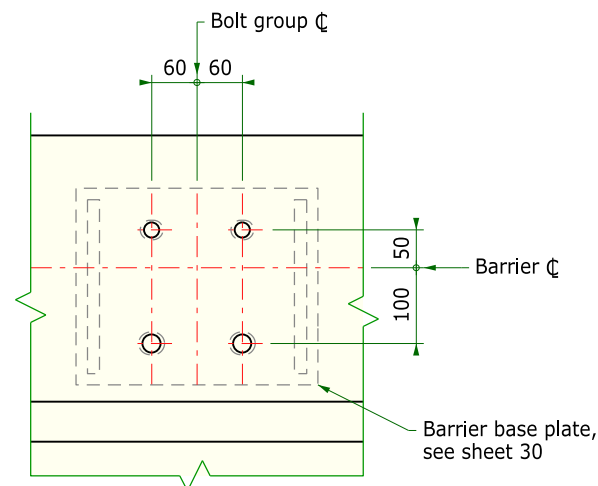 Bolt group ℄
60 60
50
Barrier ℄
100
Barrier base plate,
see sheet 30